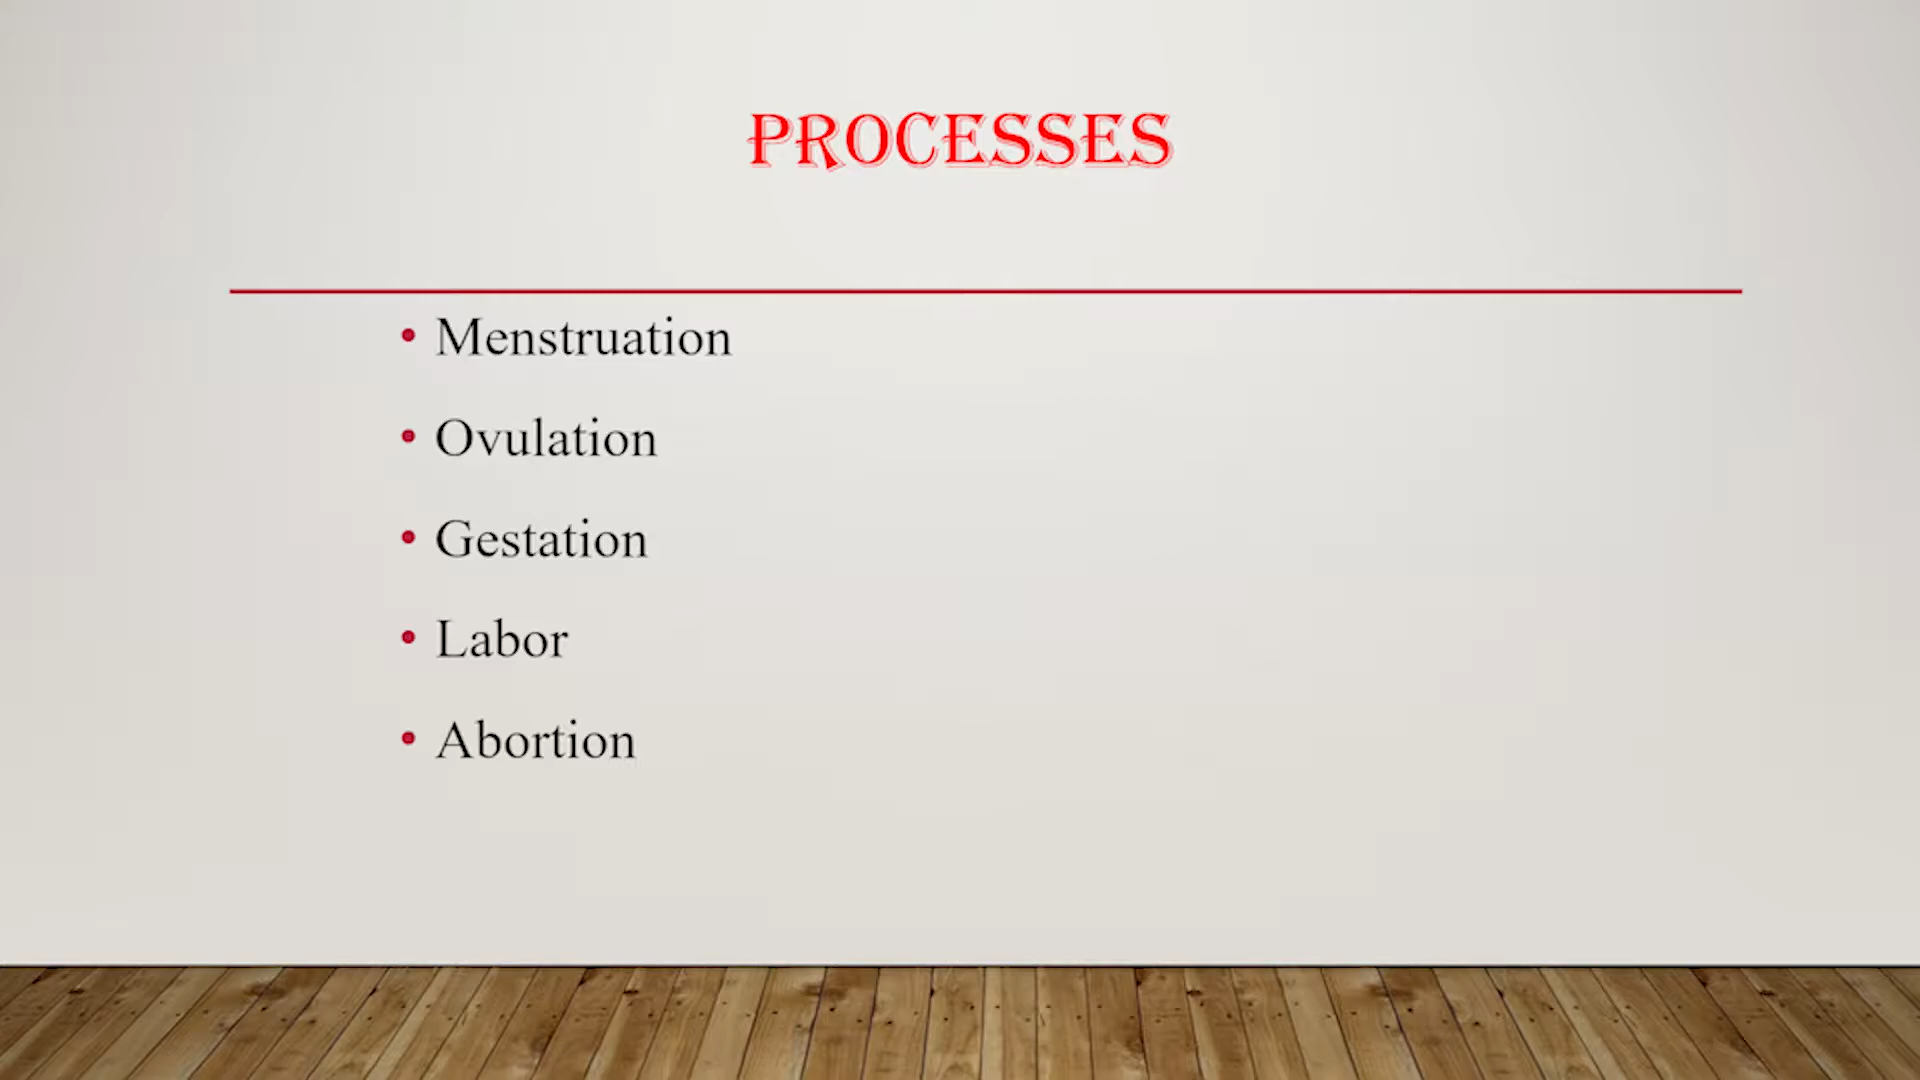 PROCESSES
• Menstruation
• Ovulation
• Gestation
• Labor
• Abortion